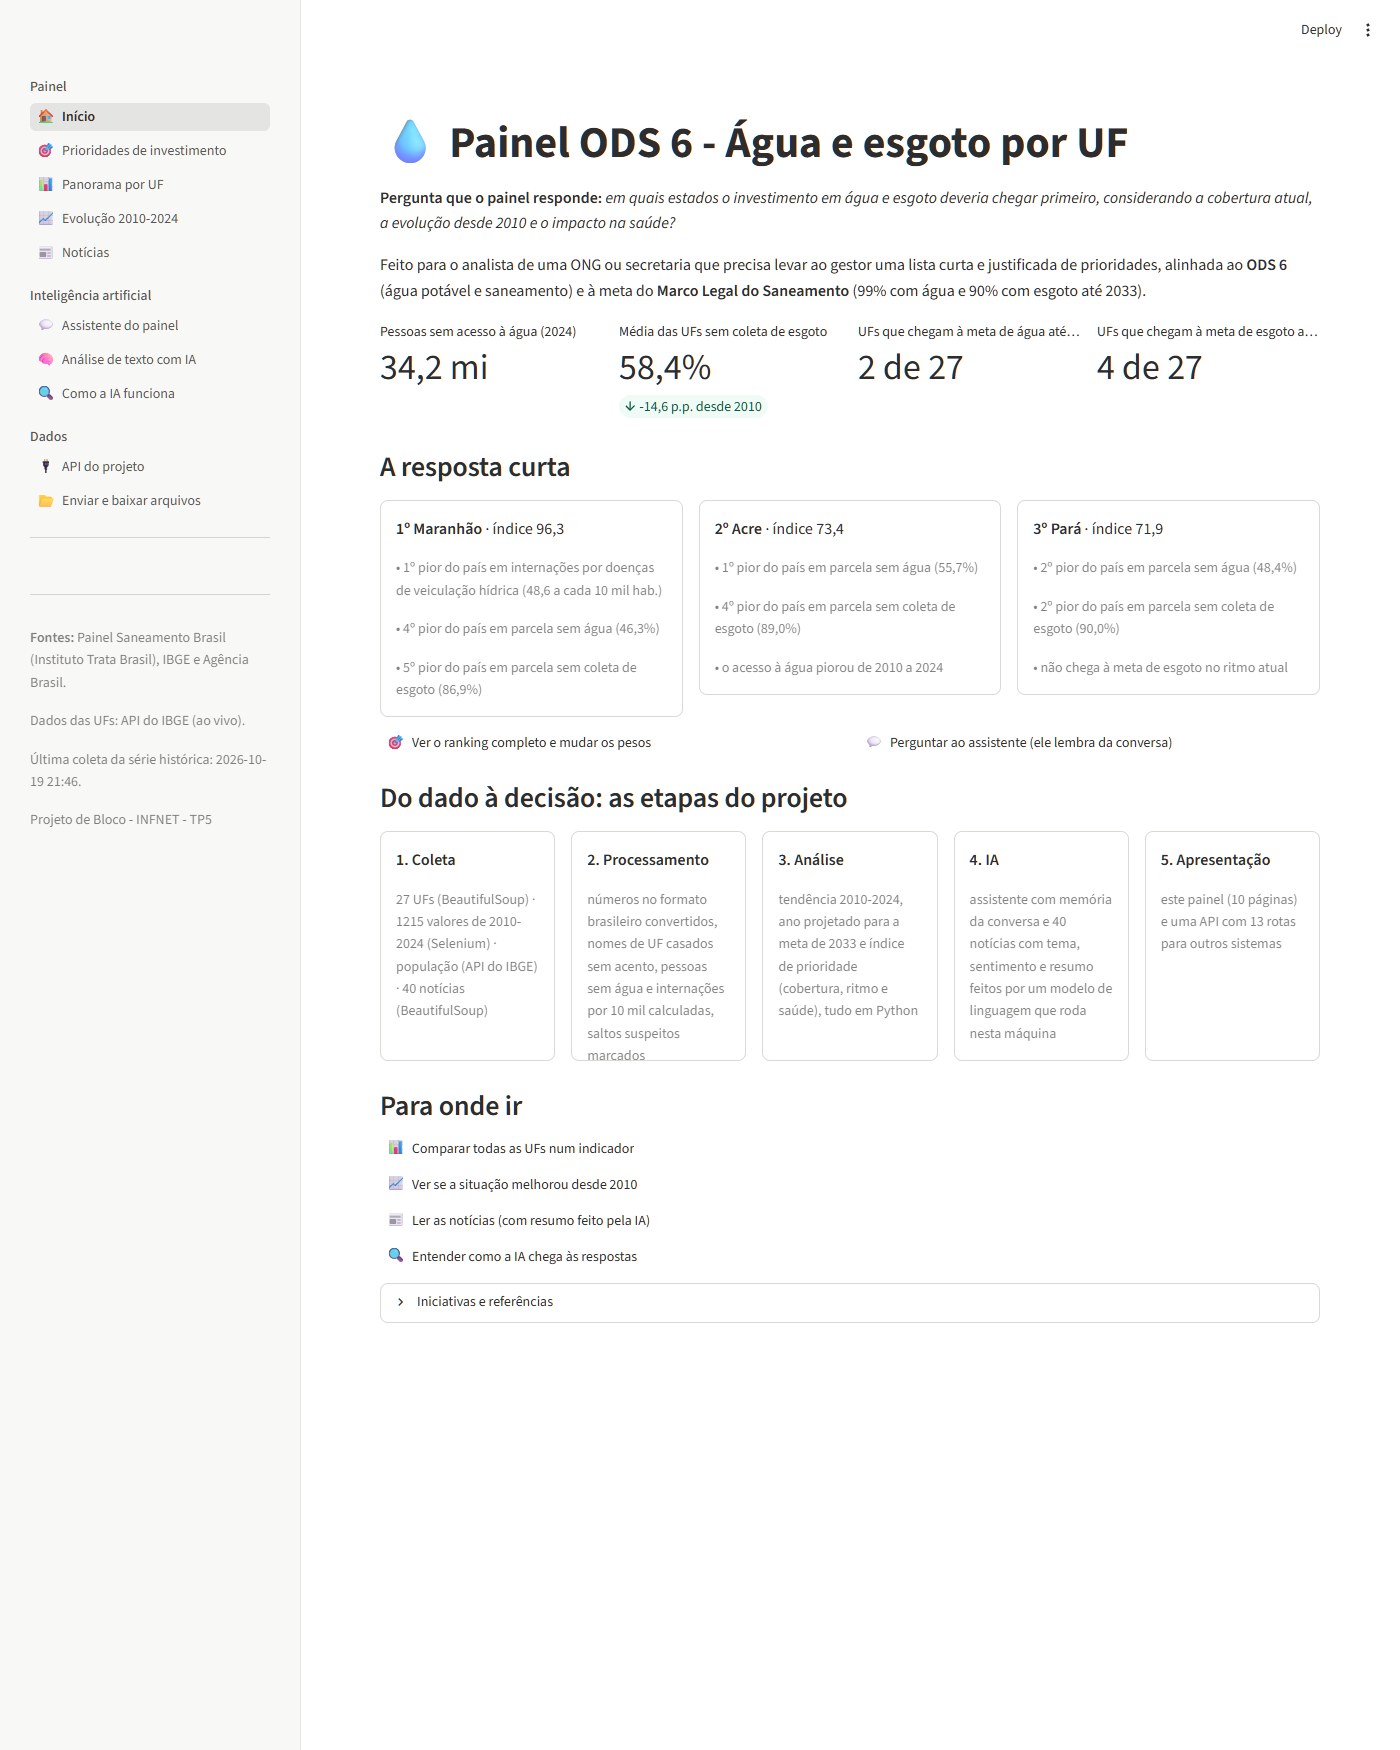 Deploy
Painel
Início
Prioridades de investimento
Panorama por UF
Evolução 2010-2024
Notícias
Inteligência artificial
Assistente do painel
Análise de texto com IA
Como a IA funciona
Dados
API do projeto
Enviar e baixar arquivos
Fontes: Painel Saneamento Brasil
(Instituto Trata Brasil), IBGE e Agência
Brasil.
Dados das UFs: API do IBGE (ao vivo).
Última coleta da série histórica: 2026-10-
19 21:46.
Projeto de Bloco - INFNET - TP5
Painel ODS 6 - Água e esgoto por UF
Pergunta que o painel responde: em quais estados o investimento em água e esgoto deveria chegar primeiro, considerando a cobertura atual,
a evolução desde 2010 e o impacto na saúde?
Feito para o analista de uma ONG ou secretaria que precisa levar ao gestor uma lista curta e justificada de prioridades, alinhada ao ODS 6
(água potável e saneamento) e à meta do Marco Legal do Saneamento (99% com água e 90% com esgoto até 2033).
Pessoas sem acesso à água (2024)
34,2 mi
Média das UFs sem coleta de esgoto
58,4%
↓ -14,6 p.p. desde 2010
UFs que chegam à meta de água até…
2 de 27
UFs que chegam à meta de esgoto a…
4 de 27
A resposta curta
1º Maranhão · índice 96,3
• 1º pior do país em internações por doenças
de veiculação hídrica (48,6 a cada 10 mil hab.)
• 4º pior do país em parcela sem água (46,3%)
• 5º pior do país em parcela sem coleta de
esgoto (86,9%)
2º Acre · índice 73,4
• 1º pior do país em parcela sem água (55,7%)
• 4º pior do país em parcela sem coleta de
esgoto (89,0%)
• o acesso à água piorou de 2010 a 2024
3º Pará · índice 71,9
• 2º pior do país em parcela sem água (48,4%)
• 2º pior do país em parcela sem coleta de
esgoto (90,0%)
• não chega à meta de esgoto no ritmo atual
Ver o ranking completo e mudar os pesos
Perguntar ao assistente (ele lembra da conversa)
Do dado à decisão: as etapas do projeto
1. Coleta
27 UFs (BeautifulSoup) ·
1215 valores de 2010-
2024 (Selenium) ·
população (API do IBGE)
· 40 notícias
(BeautifulSoup)
2. Processamento
números no formato
brasileiro convertidos,
nomes de UF casados
sem acento, pessoas
sem água e internações
por 10 mil calculadas,
saltos suspeitos
marcados
3. Análise
tendência 2010-2024,
ano projetado para a
meta de 2033 e índice
de prioridade
(cobertura, ritmo e
saúde), tudo em Python
4. IA
assistente com memória
da conversa e 40
notícias com tema,
sentimento e resumo
feitos por um modelo de
linguagem que roda
nesta máquina
5. Apresentação
este painel (10 páginas)
e uma API com 13 rotas
para outros sistemas
Para onde ir
Comparar todas as UFs num indicador
Ver se a situação melhorou desde 2010
Ler as notícias (com resumo feito pela IA)
Entender como a IA chega às respostas
Iniciativas e referências